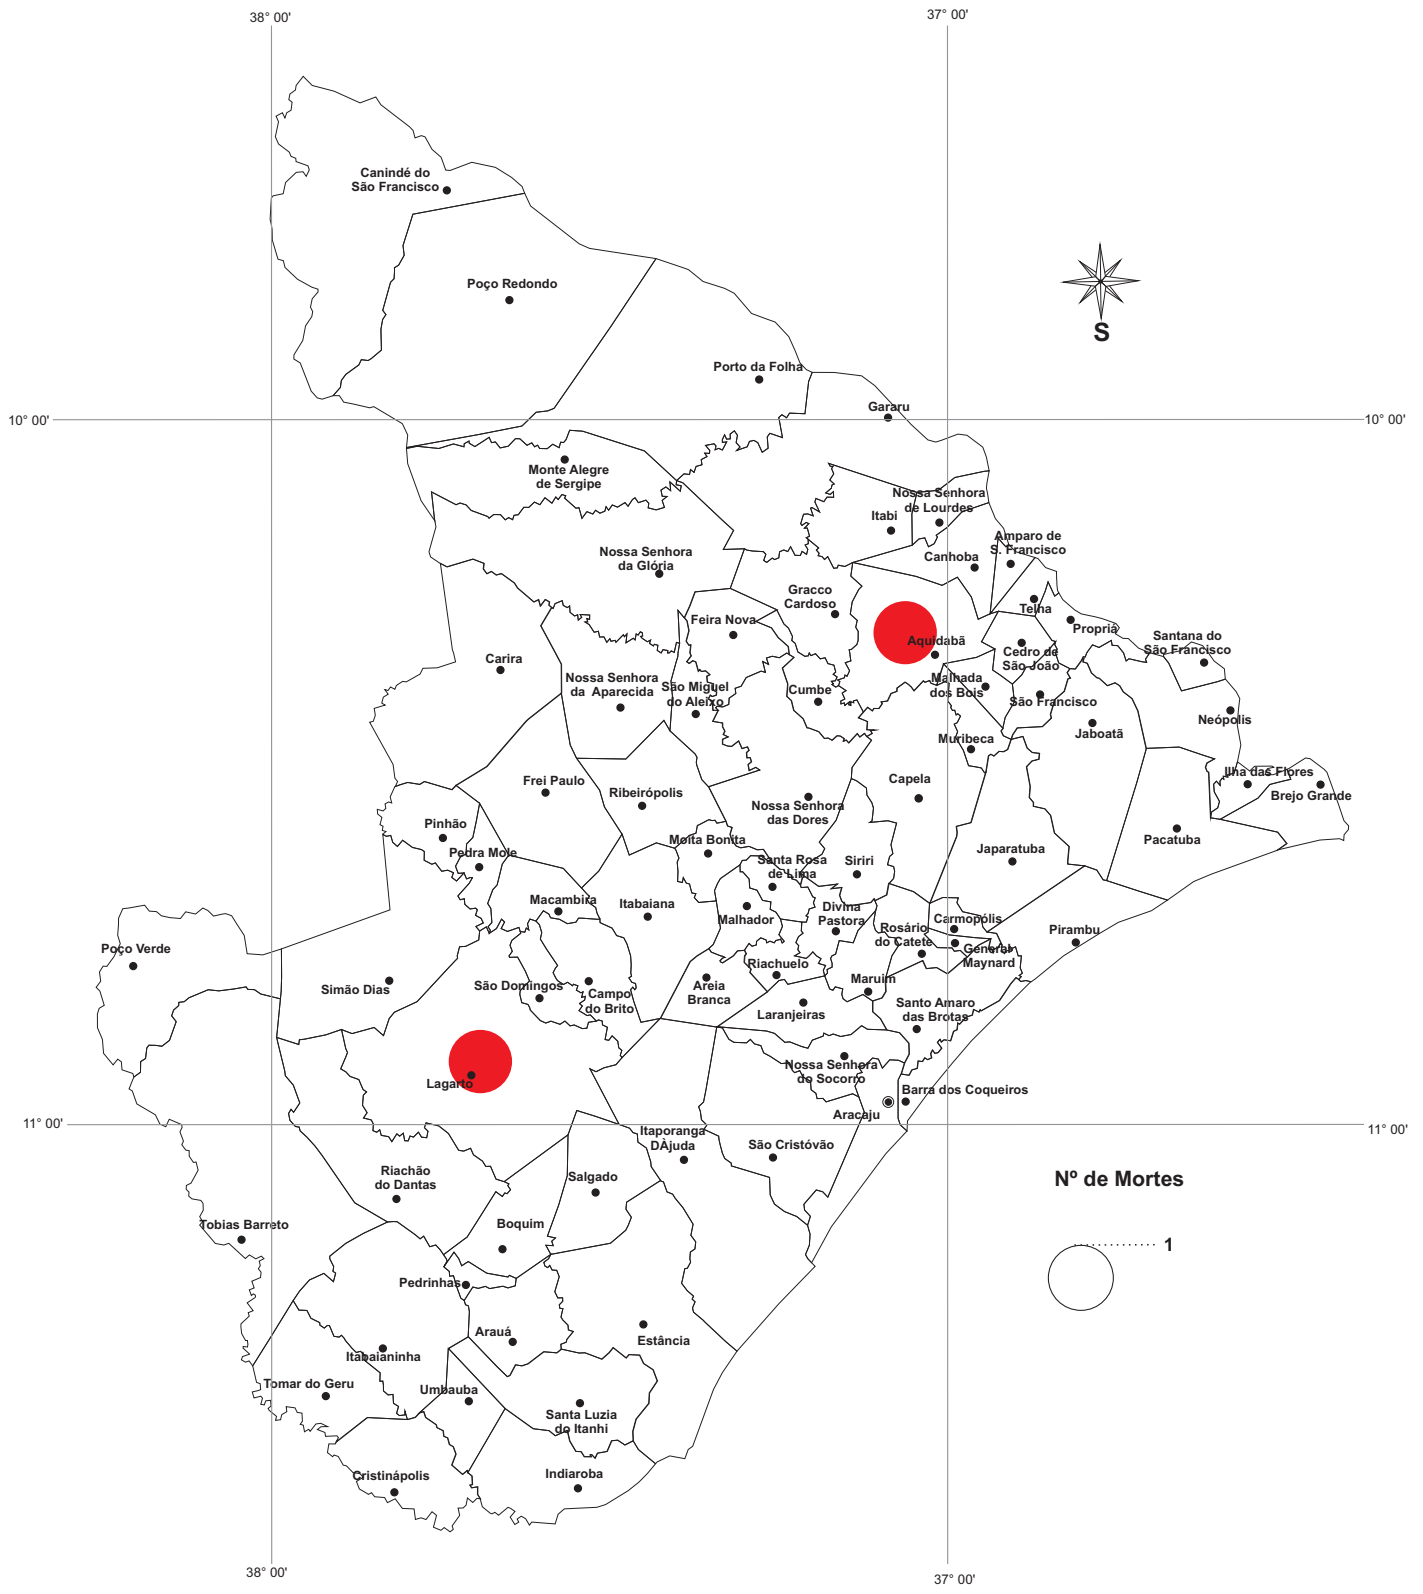 38° 00'
37° 00'
Canindé do
São Francisco
Poço Redondo
S
Porto da Folha
Gararu
10° 00'
10° 00'
Monte Alegre
de Sergipe
Nossa Senhora
de Lourdes
Itabi
Amparo de
S. Francisco
Canhoba
Nossa Senhora
da Glória
Gracco
Cardoso
Telha
Feira Nova
Propriá
Aquidabã
Santana do
São Francisco
Cedro de
São João
Carira
Nossa Senhora
da Aparecida
São Miguel
do Aleixo
Cumbe
Malhada
dos Bois
São Francisco
Neópolis
Jaboatã
Muribeca
Frei Paulo
Ribeirópolis
Capela
Ilha das Flores
Brejo Grande
Nossa Senhora
das Dores
Pinhão
Pedra Mole
Moita Bonita
Santa Rosa
de Lima
Siriri
Japaratuba
Pacatuba
Macambira
Itabaiana
Malhador
Divina
Pastora
Rosário
do Catete
Carmopólis
Pirambu
General
Maynard
Poço Verde
Simão Dias
São Domingos
Campo
do Brito
Areia
Branca
Riachuelo
Maruim
Laranjeiras
Santo Amaro
das Brotas
Nossa Senhora
do Socorro
Lagarto
Barra dos Coqueiros
Aracaju
11° 00'
11° 00'
Itaporanga
DÀjuda
São Cristóvão
Riachão
do Dantas
Salgado
Nº de Mortes
Tobias Barreto
Boquim
1
Pedrinhas
Arauá
Estância
Itabaianinha
Tomar do Geru
Umbauba
Santa Luzia
do Itanhi
Cristinápolis
Indiaroba
38° 00'
37° 00'